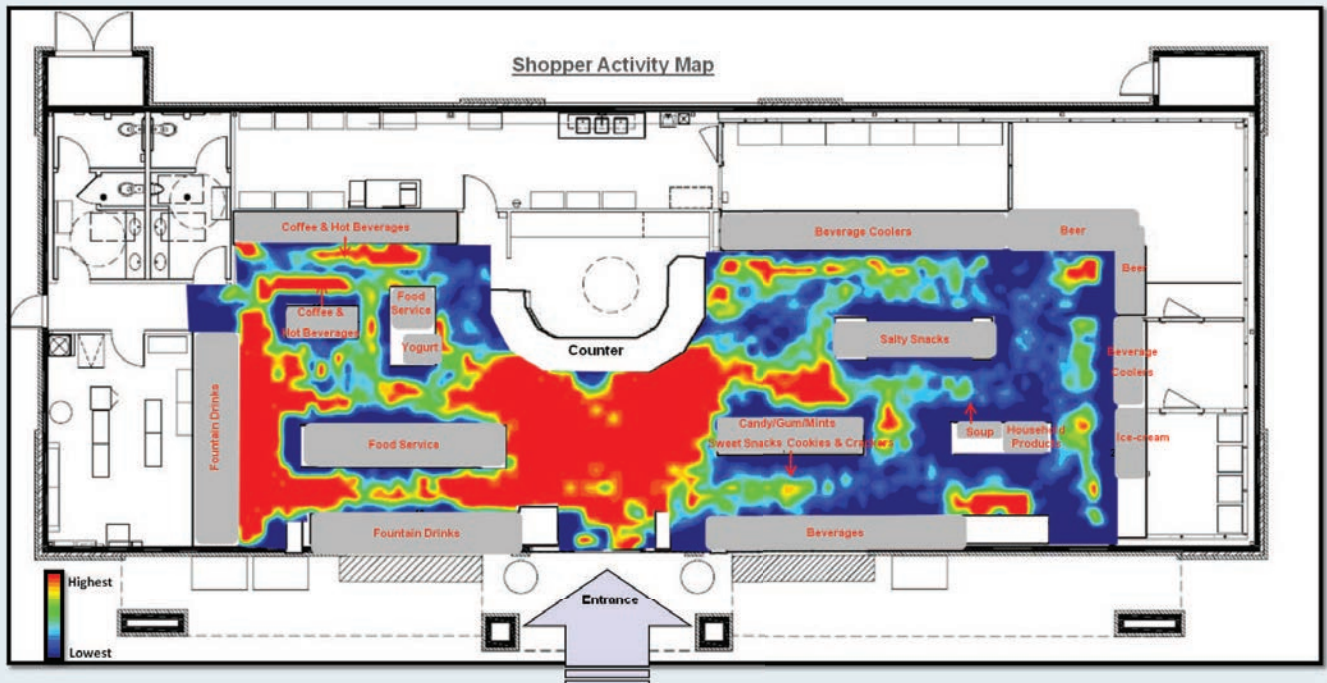 Shopper Activity Map
Coffee & Hot Beverages
Beverage Coolers
Beer
Beer
Coffee &
Hot Beverages
Food
Service
Yogurt
Counter
Salty Snacks
Beverage
Coolers
Fountain Drinks
Food Service
Candy/Gum/Mints
Sweet Snacks Cookies & Crackers
Soup
Household
Products
Ice-cream
2
Fountain Drinks
Beverages
Highest
Lowest
Entrance